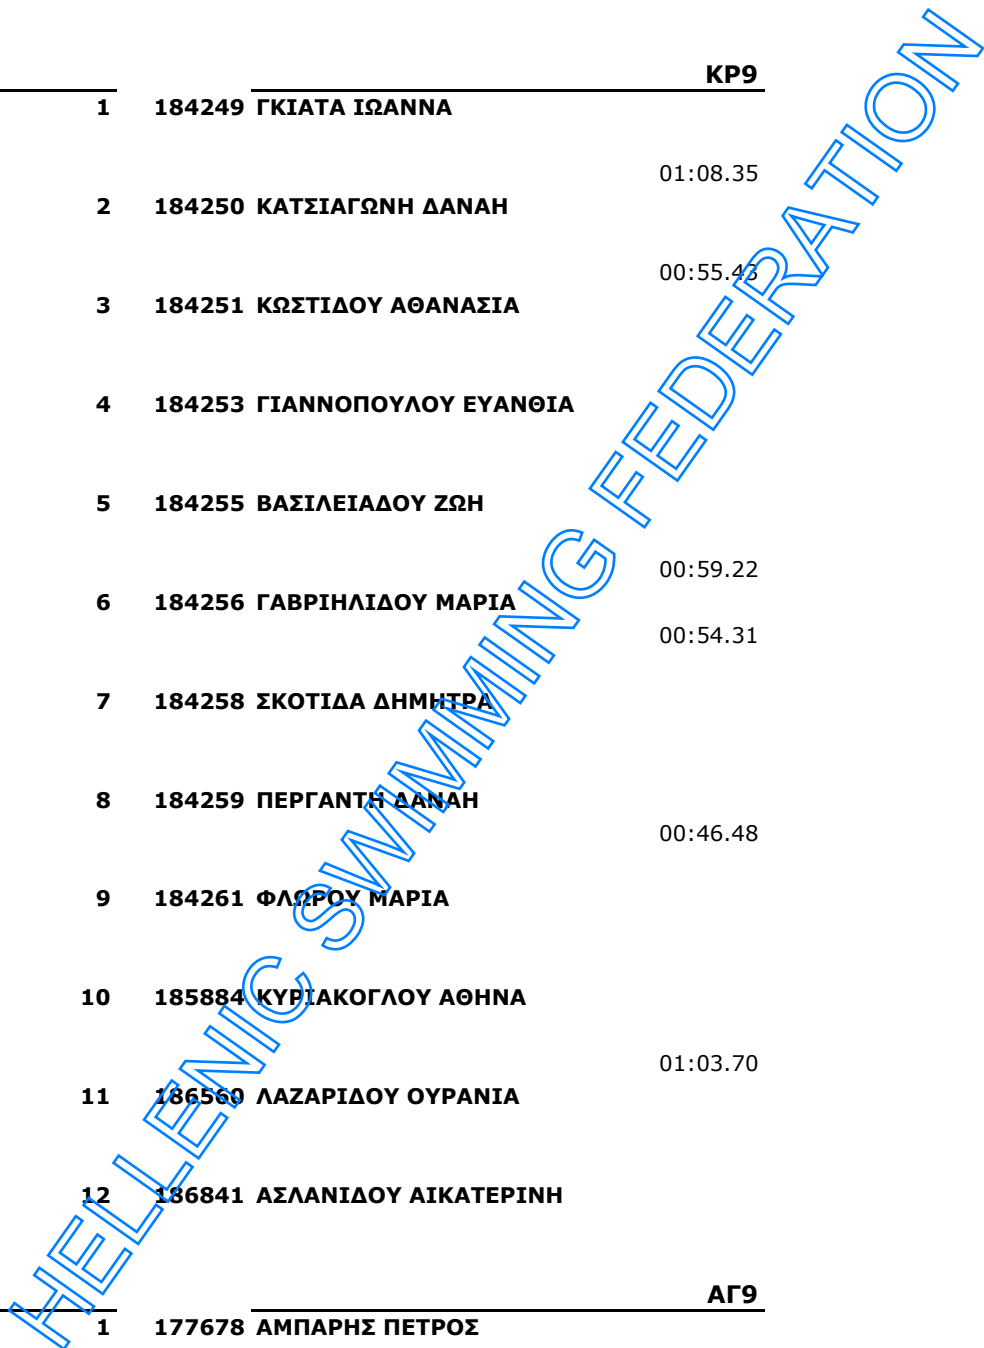 ΚΡ9
1 184249 ΓΚΙΑΤΑ ΙΩΑΝΝΑ
01:08.35
2 184250 ΚΑΤΣΙΑΓΩΝΗ ΔΑΝΑΗ
00:55.43
3 184251 ΚΩΣΤΙΔΟΥ ΑΘΑΝΑΣΙΑ
4 184253 ΓΙΑΝΝΟΠΟΥΛΟΥ ΕΥΑΝΘΙΑ
5 184255 ΒΑΣΙΛΕΙΑΔΟΥ ΖΩΗ
00:59.22
6 184256 ΓΑΒΡΙΗΛΙΔΟΥ ΜΑΡΙΑ
00:54.31
7 184258 ΣΚΟΤΙΔΑ ΔΗΜΗΤΡΑ
8 184259 ΠΕΡΓΑΝΤΗ ΔΑΝΑΗ
00:46.48
9 184261 ΦΛΩΡΟΥ ΜΑΡΙΑ
10 185884 ΚΥΡΙΑΚΟΓΛΟΥ ΑΘΗΝΑ
01:03.70
11 186560 ΛΑΖΑΡΙΔΟΥ ΟΥΡΑΝΙΑ
12 186841 ΑΣΛΑΝΙΔΟΥ ΑΙΚΑΤΕΡΙΝΗ
ΑΓ9
1 177678 ΑΜΠΑΡΗΣ ΠΕΤΡΟΣ
HELLENIC SWIMMING FEDERATION